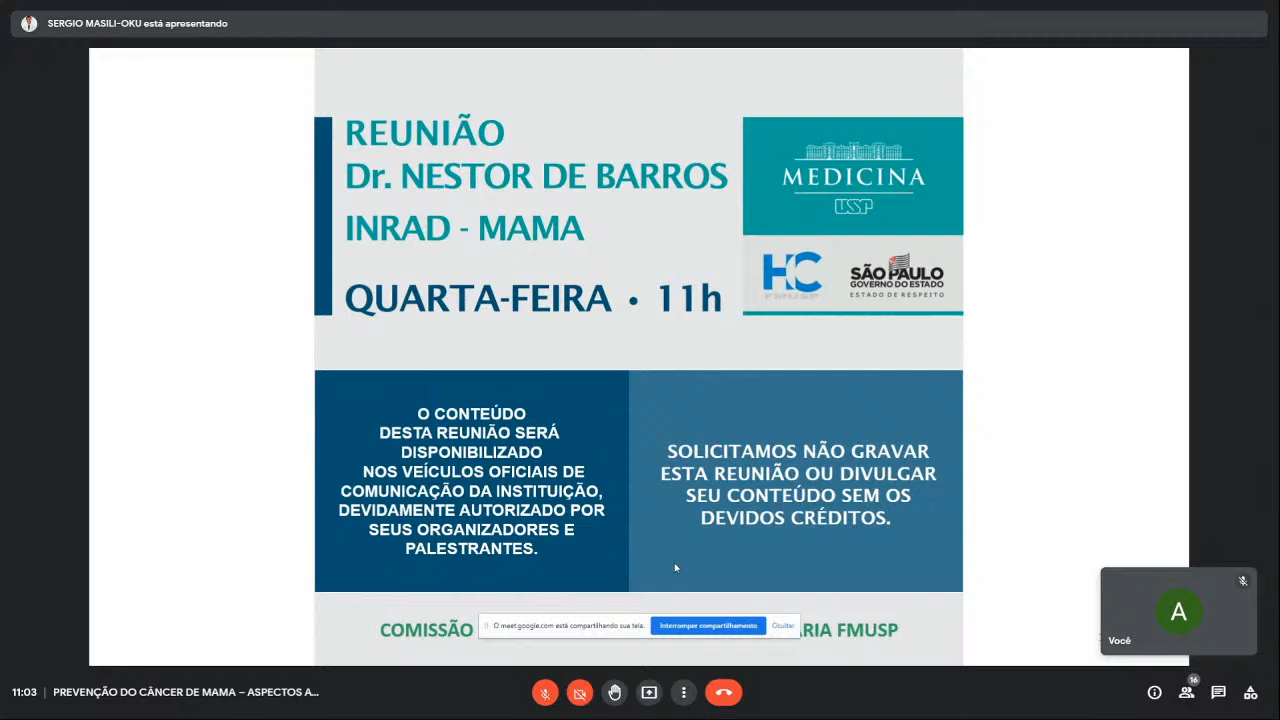 SERGIO MASILI-OKU está apresentando
REUNIÃO
Dr. NESTOR DE BARROS
INRAD - MAMA
QUARTA-FEIRA • 11h
MEDICINA
USP
HC
FMUSP
SÃO PAULO
GOVERNO DO ESTADO
ESTADO DE RESPEITO
O CONTEÚDO
DESTA REUNIÃO SERÁ
DISPONIBILIZADO
NOS VEÍCULOS OFICIAIS DE
COMUNICAÇÃO DA INSTITUIÇÃO,
DEVIDAMENTE AUTORIZADO POR
SEUS ORGANIZADORES E
PALESTRANTES.
SOLICITAMOS NÃO GRAVAR
ESTA REUNIÃO OU DIVULGAR
SEU CONTEÚDO SEM OS
DEVIDOS CRÉDITOS.
COMISSÃO
ARIA FMUSP
O meet.google.com está compartilhando sua tela.
Interromper compartilhamento
Ocultar
A
Você
11:03 | PREVENÇÃO DO CÂNCER DE MAMA – ASPECTOS A...
16